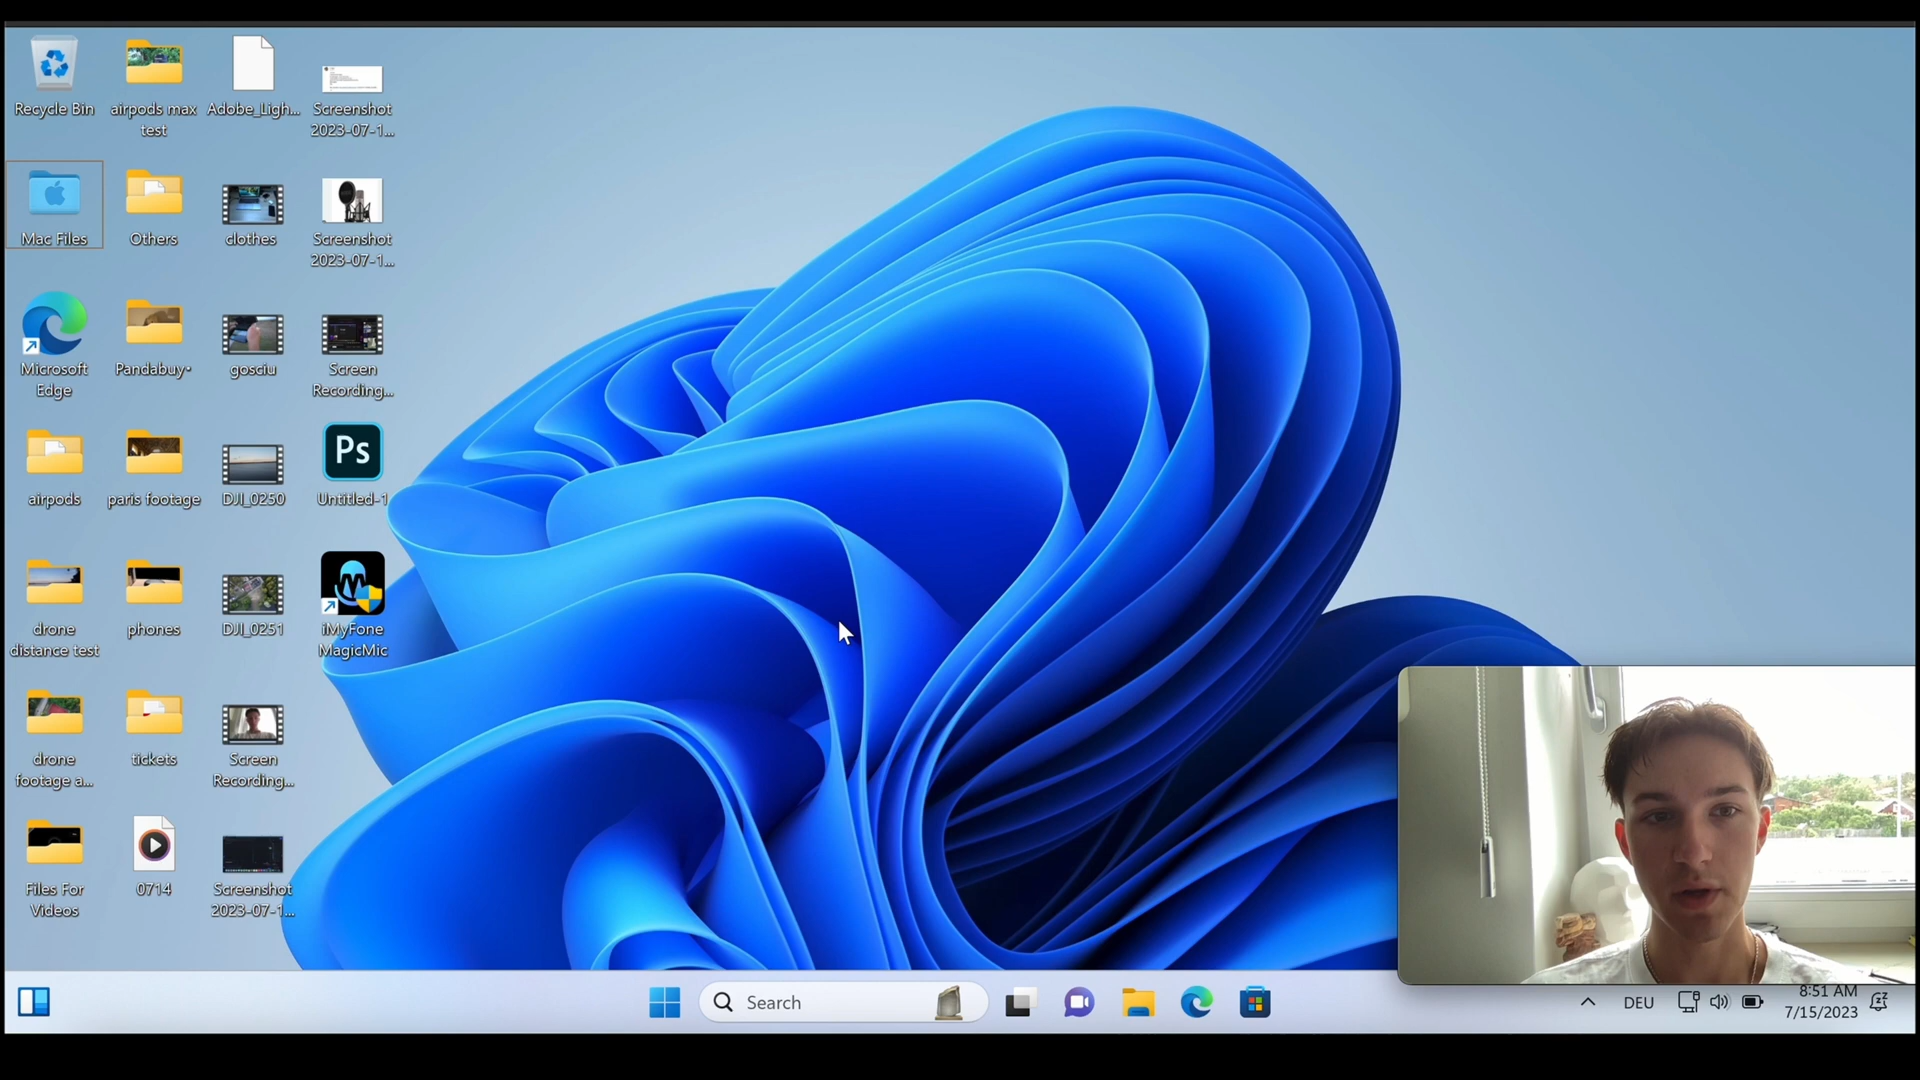 Recycle Bin
airpods max
test
Adobe_Ligh...
Screenshot
2023-07-1...
Mac Files
Others
clothes
Screenshot
2023-07-1...
Microsoft
Edge
Pandabuy•
gosciu
Screen
Recording...
airpods
paris footage
DJI_0250
Ps
Untitled-1
drone
distance test
phones
DJI_0251
iMyFone
MagicMic
drone
footage a...
tickets
Screen
Recording...
Files For
Videos
0714
Screenshot
2023-07-1...
Search
DEU
8:51 AM
7/15/2023